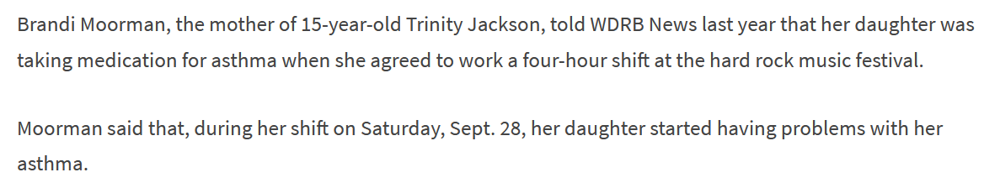 Brandi Moorman, the mother of 15-year-old Trinity Jackson, told WDRB News last year that her daughter was
taking medication for asthma when she agreed to work a four-hour shift at the hard rock music festival.
Moorman said that, during her shift on Saturday, Sept. 28, her daughter started having problems with her
asthma.